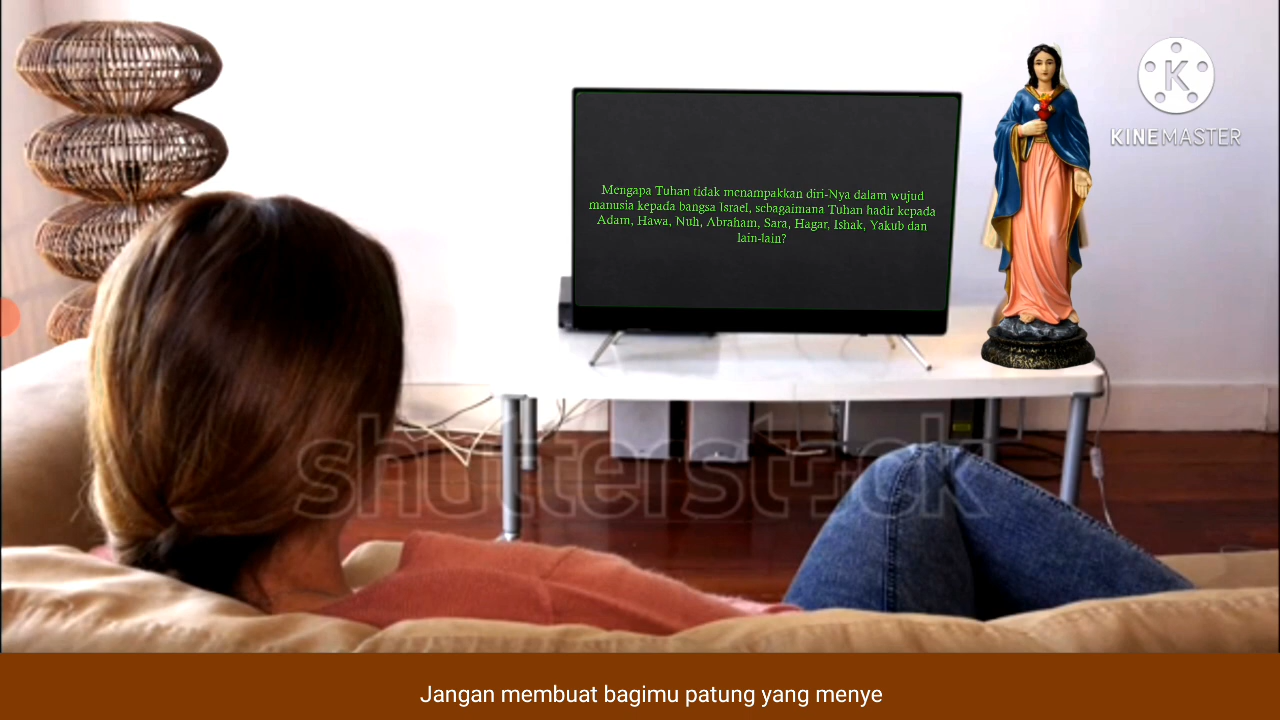 KINEMASTER
Mengapa Tuhan tidak menampakkan diri-Nya dalam wujud
manusia kepada bangsa Israel, sebagaimana Tuhan hadir kepada
Adam, Hawa, Nuh, Abraham, Sara, Hagar, Ishak, Yakub dan
lain-lain?
shutterstock
Jangan membuat bagimu patung yang menye